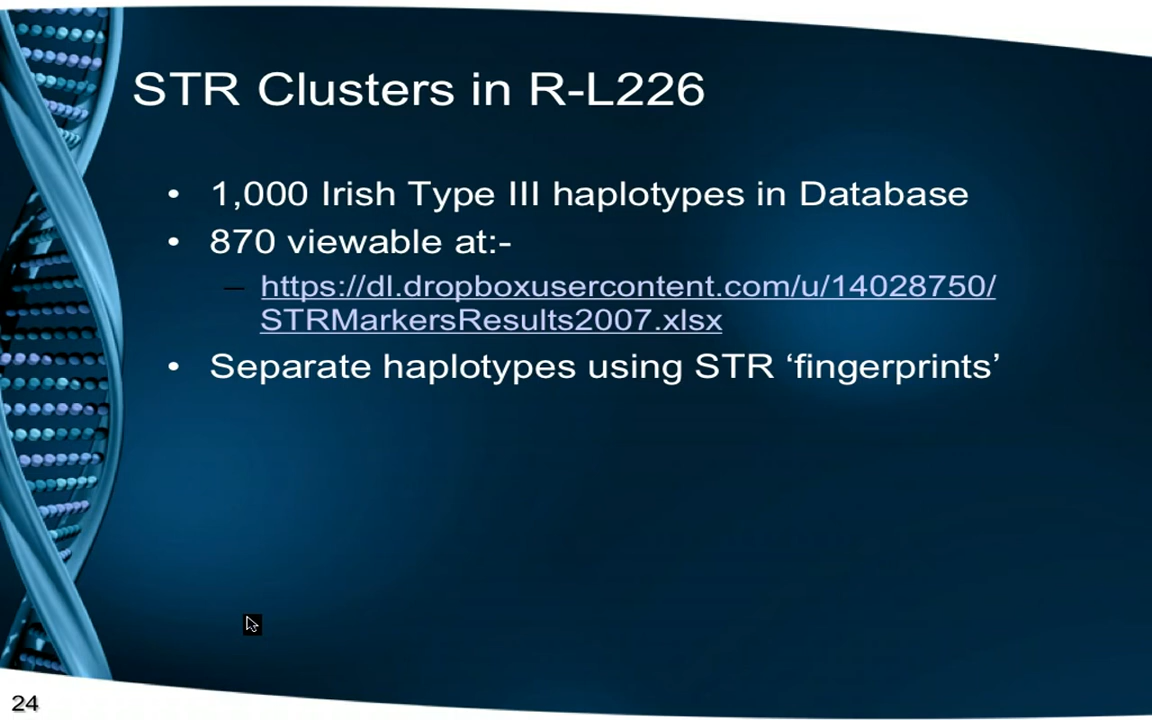 STR Clusters in R-L226
• 1,000 Irish Type III haplotypes in Database
• 870 viewable at:-
– https://dl.dropboxusercontent.com/u/14028750/
STRMarkersResults2007.xlsx
• Separate haplotypes using STR ‘fingerprints’
24